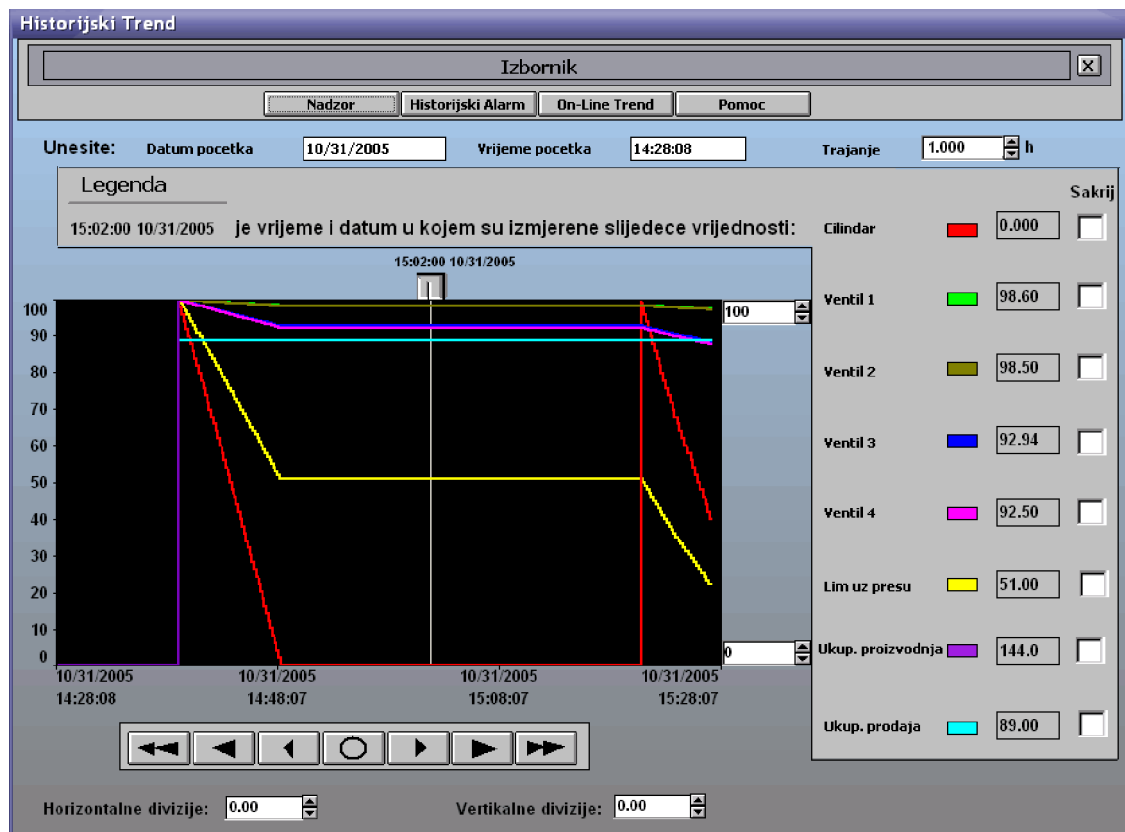 Historijski Trend
Izbornik
Nadzor
Historijski Alarm
On-Line Trend
Pomoc
Unesite: Datum pocetka 10/31/2005 Vrijeme pocetka 14:28:08 Trajanje 1.000 h
Legenda
Sakrij
15:02:00 10/31/2005 je vrijeme i datum u kojem su izmjerene slijedece vrijednosti:
15:02:00 10/31/2005
Cilindar 0.000
Ventil 1 98.60
Ventil 2 98.50
Ventil 3 92.94
Ventil 4 92.50
Lim uz presu 51.00
Ukup. proizvodnja 144.0
Ukup. prodaja 89.00
100
90
80
70
60
50
40
30
20
10
0
100
0
10/31/2005 10/31/2005 10/31/2005 10/31/2005
14:28:08 14:48:07 15:08:07 15:28:07
Horizontalne divizije: 0.00 Vertikalne divizije: 0.00